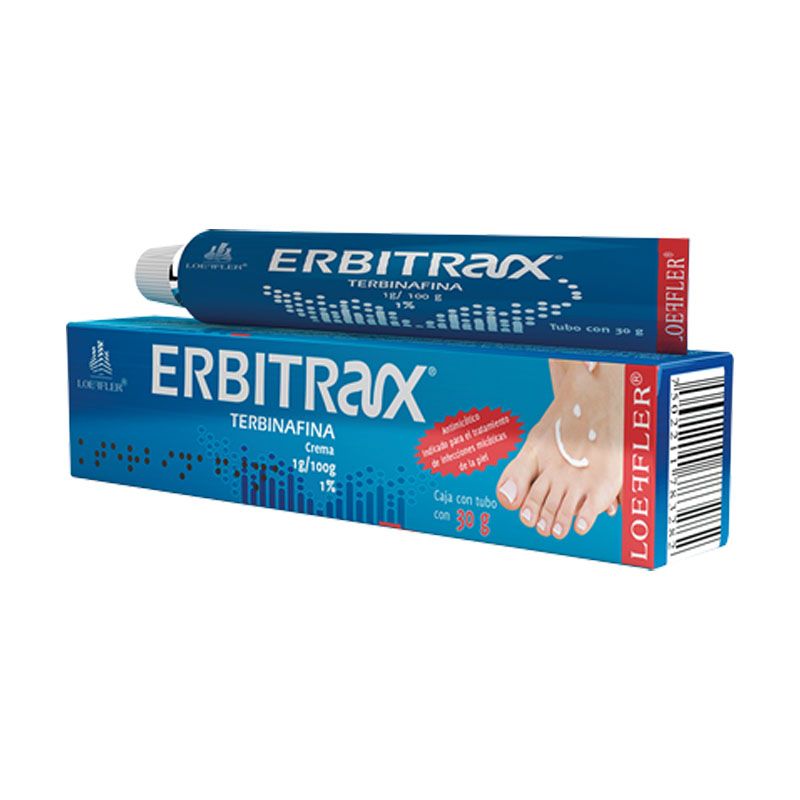 LOEFFLER®
ERBITRAX®
TERBINAFINA
1g/ 100 g
1%
Tubo con 30 g
LOEFFLER®
LOEFFLER®
ERBITRAX®
TERBINAFINA
Crema
1g/100g
1%
Antimicótico
Indicado para el tratamiento
de infecciones micóticas
de la piel
Caja con tubo
con 30 g
LOEFFLER®